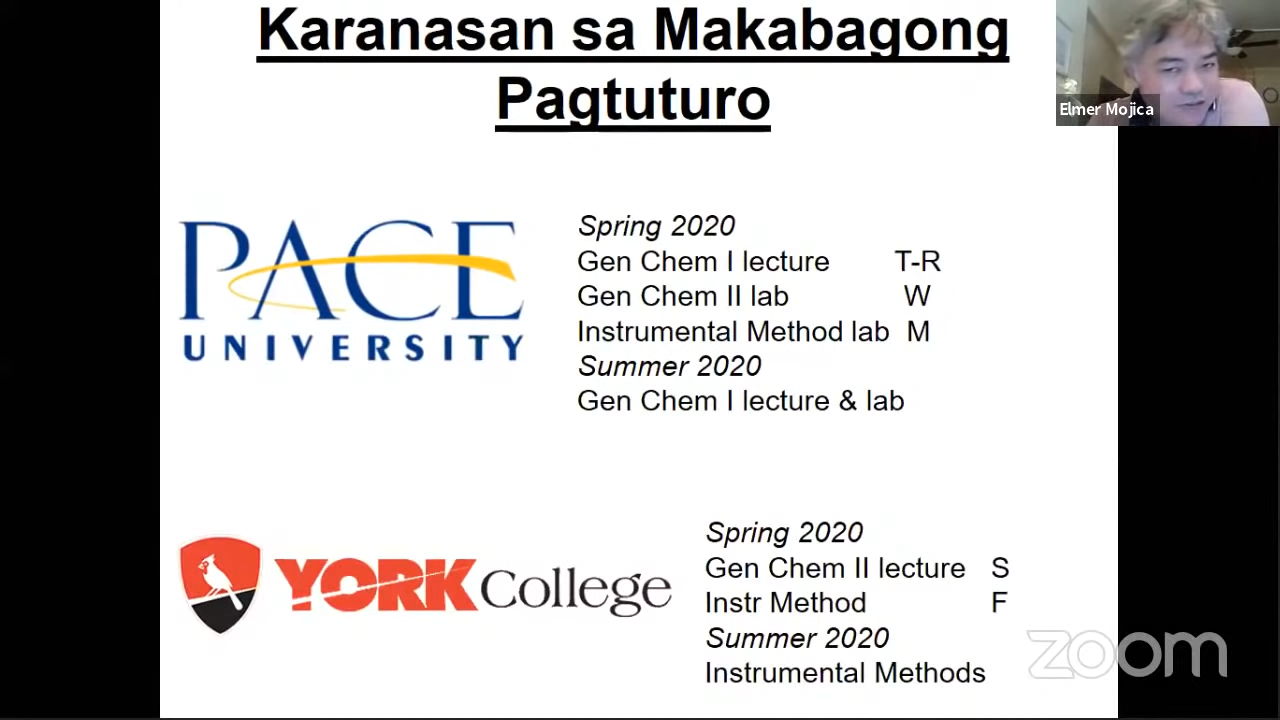 Karanasan sa Makabagong
Pagtuturo
Elmer Mojica
PACE
UNIVERSITY
Spring 2020
Gen Chem I lecture T-R
Gen Chem II lab W
Instrumental Method lab M
Summer 2020
Gen Chem I lecture & lab
YORK College
Spring 2020
Gen Chem II lecture S
Instr Method F
Summer 2020
Instrumental Methods
zoom